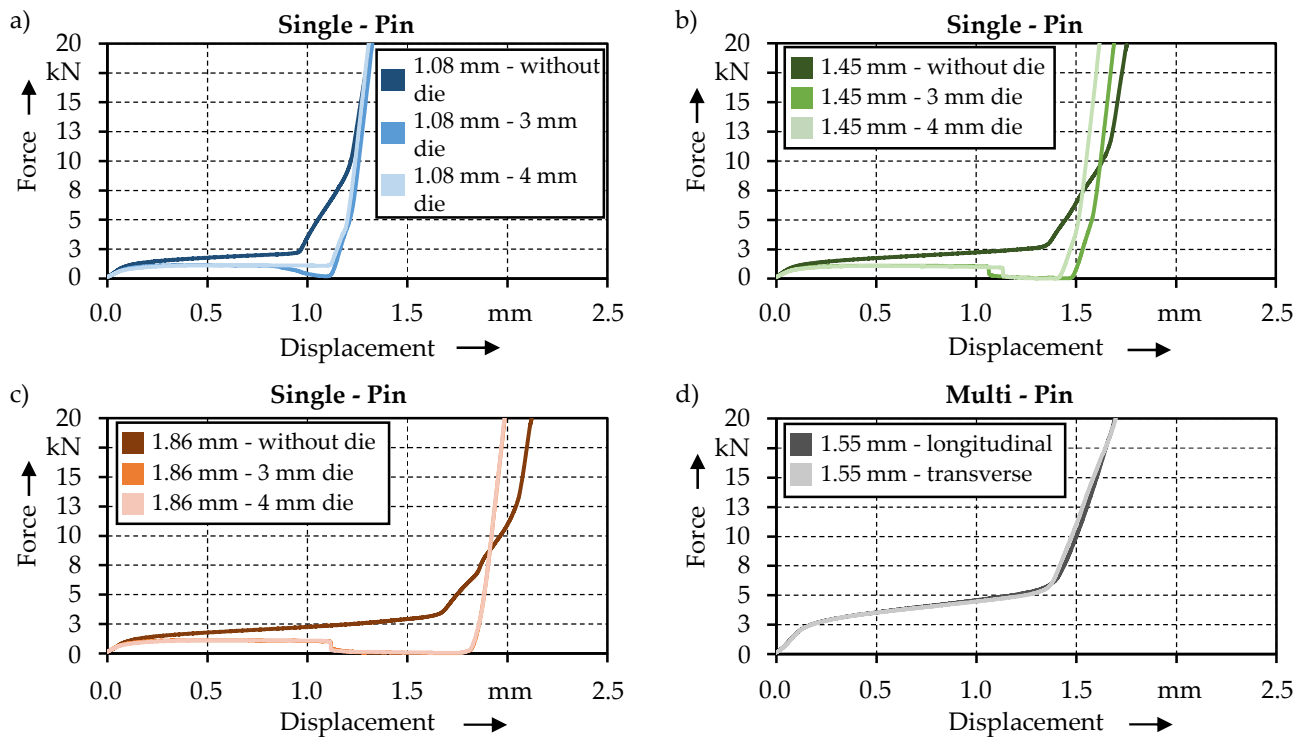 a)
Single - Pin
20
kN
15
13
10
8
5
3
0
Force
1.08 mm - without
die
1.08 mm - 3 mm
die
1.08 mm - 4 mm
die
0.0 0.5 1.0 1.5 mm 2.5
Displacement
b)
Single - Pin
20
kN
15
13
10
8
5
3
0
Force
1.45 mm - without die
1.45 mm - 3 mm die
1.45 mm - 4 mm die
0.0 0.5 1.0 1.5 mm 2.5
Displacement
c)
Single - Pin
20
kN
15
13
10
8
5
3
0
Force
1.86 mm - without die
1.86 mm - 3 mm die
1.86 mm - 4 mm die
0.0 0.5 1.0 1.5 mm 2.5
Displacement
d)
Multi - Pin
20
kN
15
13
10
8
5
3
0
Force
1.55 mm - longitudinal
1.55 mm - transverse
0.0 0.5 1.0 1.5 mm 2.5
Displacement